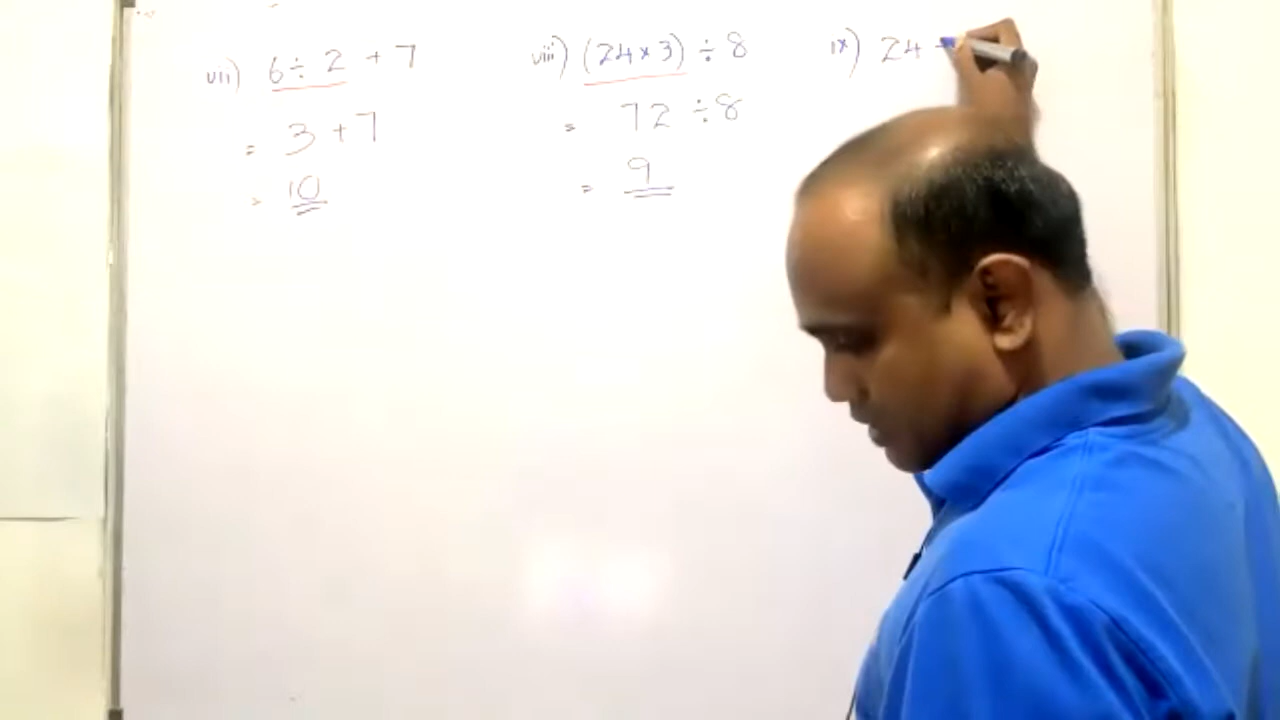 vii) 6 ÷ 2 + 7
= 3 + 7
= 10
viii) (24 × 3) ÷ 8
= 72 ÷ 8
= 9
ix) 24